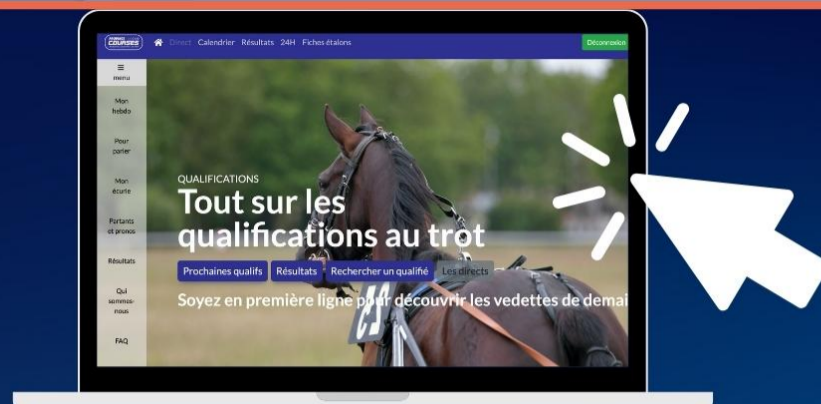 COURSES
Direct Calendrier Résultats 24H Fiches étalons
Déconnexion
menu
Mon
hebdo
Pour
parier
Mon
écurie
Partants
et pronos
Résultats
Qui
sommes-
nous
FAQ
QUALIFICATIONS
Tout sur les
qualifications au trot
Prochaines qualifs Résultats Rechercher un qualifié Les directs
Soyez en première ligne pour découvrir les vedettes de demai